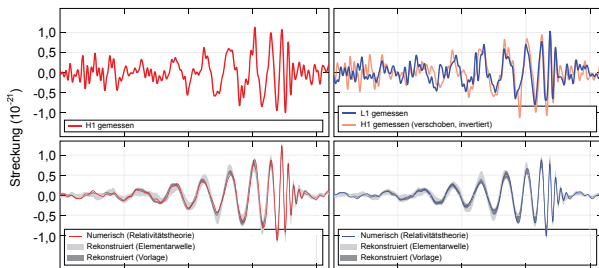 Streckung (10⁻²¹)
1,0
0,5
0,0
-0,5
-1,0
H1 gemessen
L1 gemessen
H1 gemessen (verschoben, invertiert)
1,0
0,5
0,0
-0,5
-1,0
Numerisch (Relativitätstheorie)
Rekonstruiert (Elementarwelle)
Rekonstruiert (Vorlage)
Numerisch (Relativitätstheorie)
Rekonstruiert (Elementarwelle)
Rekonstruiert (Vorlage)